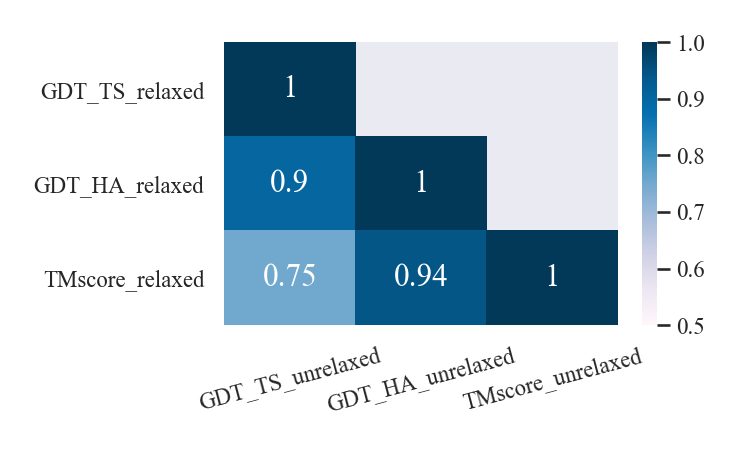 GDT_TS_relaxed
GDT_HA_relaxed
TMscore_relaxed
1
0.9
1
0.75
0.94
1
GDT_TS_unrelaxed
GDT_HA_unrelaxed
TMscore_unrelaxed
1.0
0.9
0.8
0.7
0.6
0.5